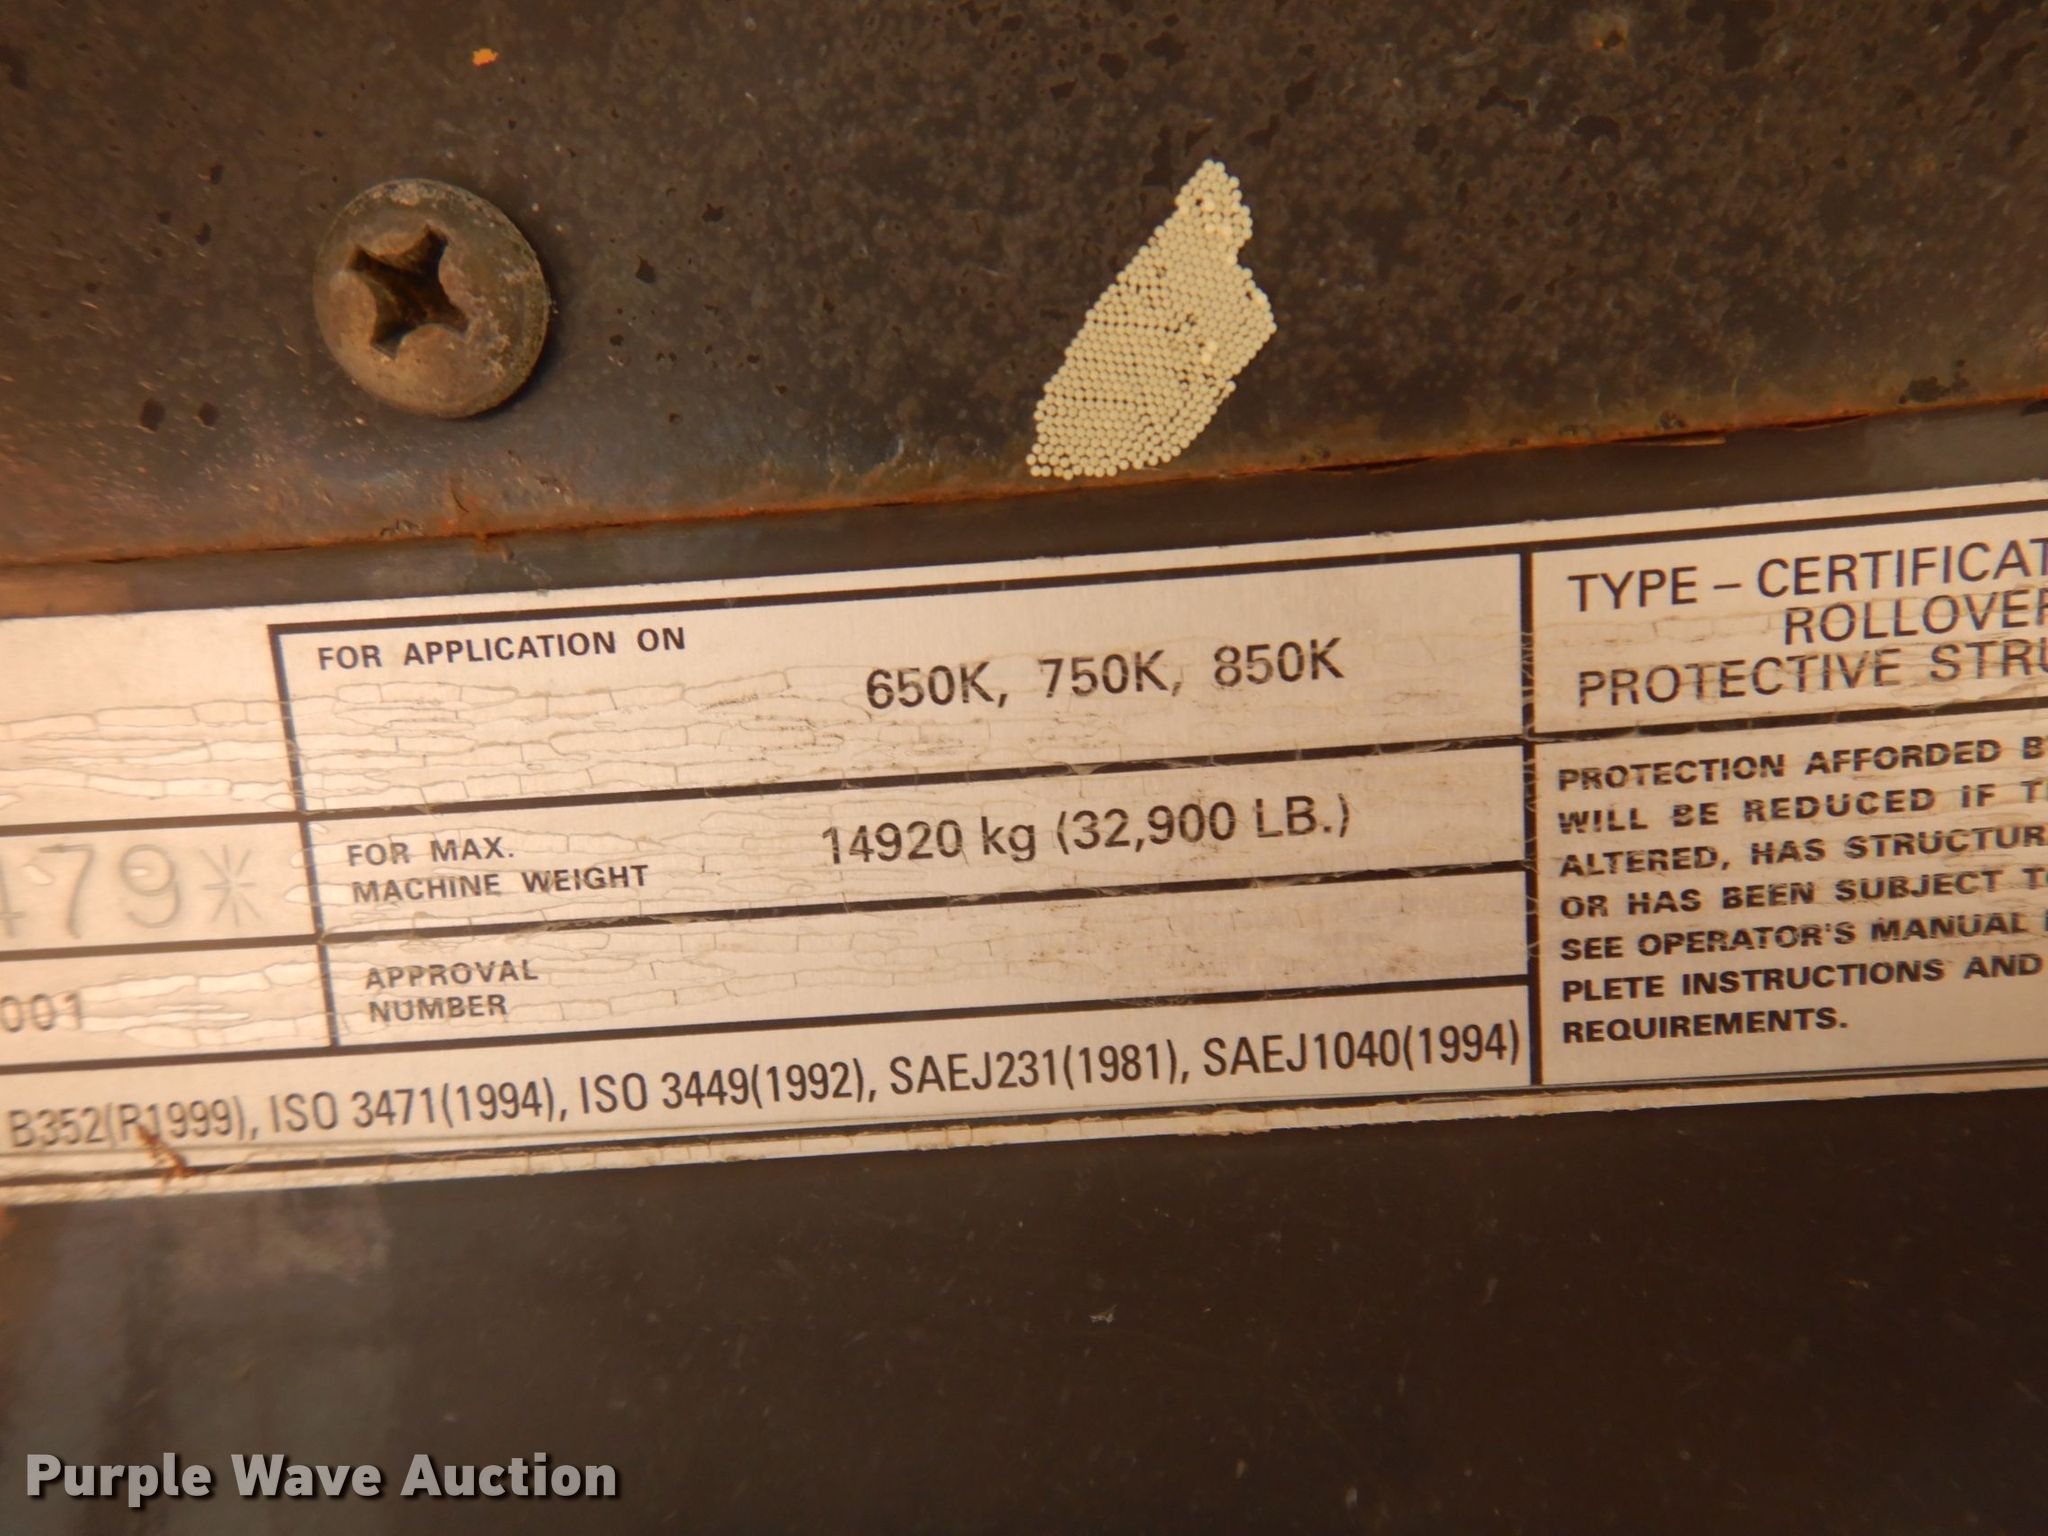 FOR APPLICATION ON
650K, 750K, 850K
479*
FOR MAX.
MACHINE WEIGHT
14920 kg (32,900 LB.)
001
APPROVAL
NUMBER
B352(R1999), ISO 3471(1994), ISO 3449(1992), SAEJ231(1981), SAEJ1040(1994)
TYPE – CERTIFICAT
ROLLOVER
PROTECTIVE STRU
PROTECTION AFFORDED B
WILL BE REDUCED IF T
ALTERED, HAS STRUCTUR
OR HAS BEEN SUBJECT TO
SEE OPERATOR'S MANUAL
PLETE INSTRUCTIONS AND
REQUIREMENTS.
Purple Wave Auction